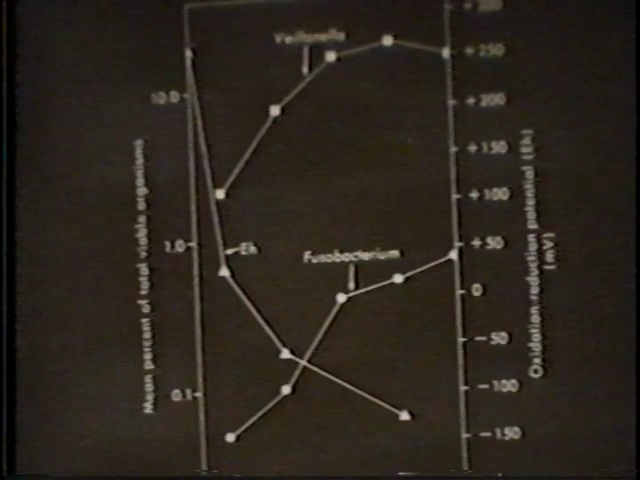 +300
Veillonella
+250
10.0
+200
+150
+100
Mean percent of total viable organisms
Oxidation-reduction potential (Eh)
(mV)
1.0
Eh
+50
Fusobacterium
0
-50
-100
0.1
-150